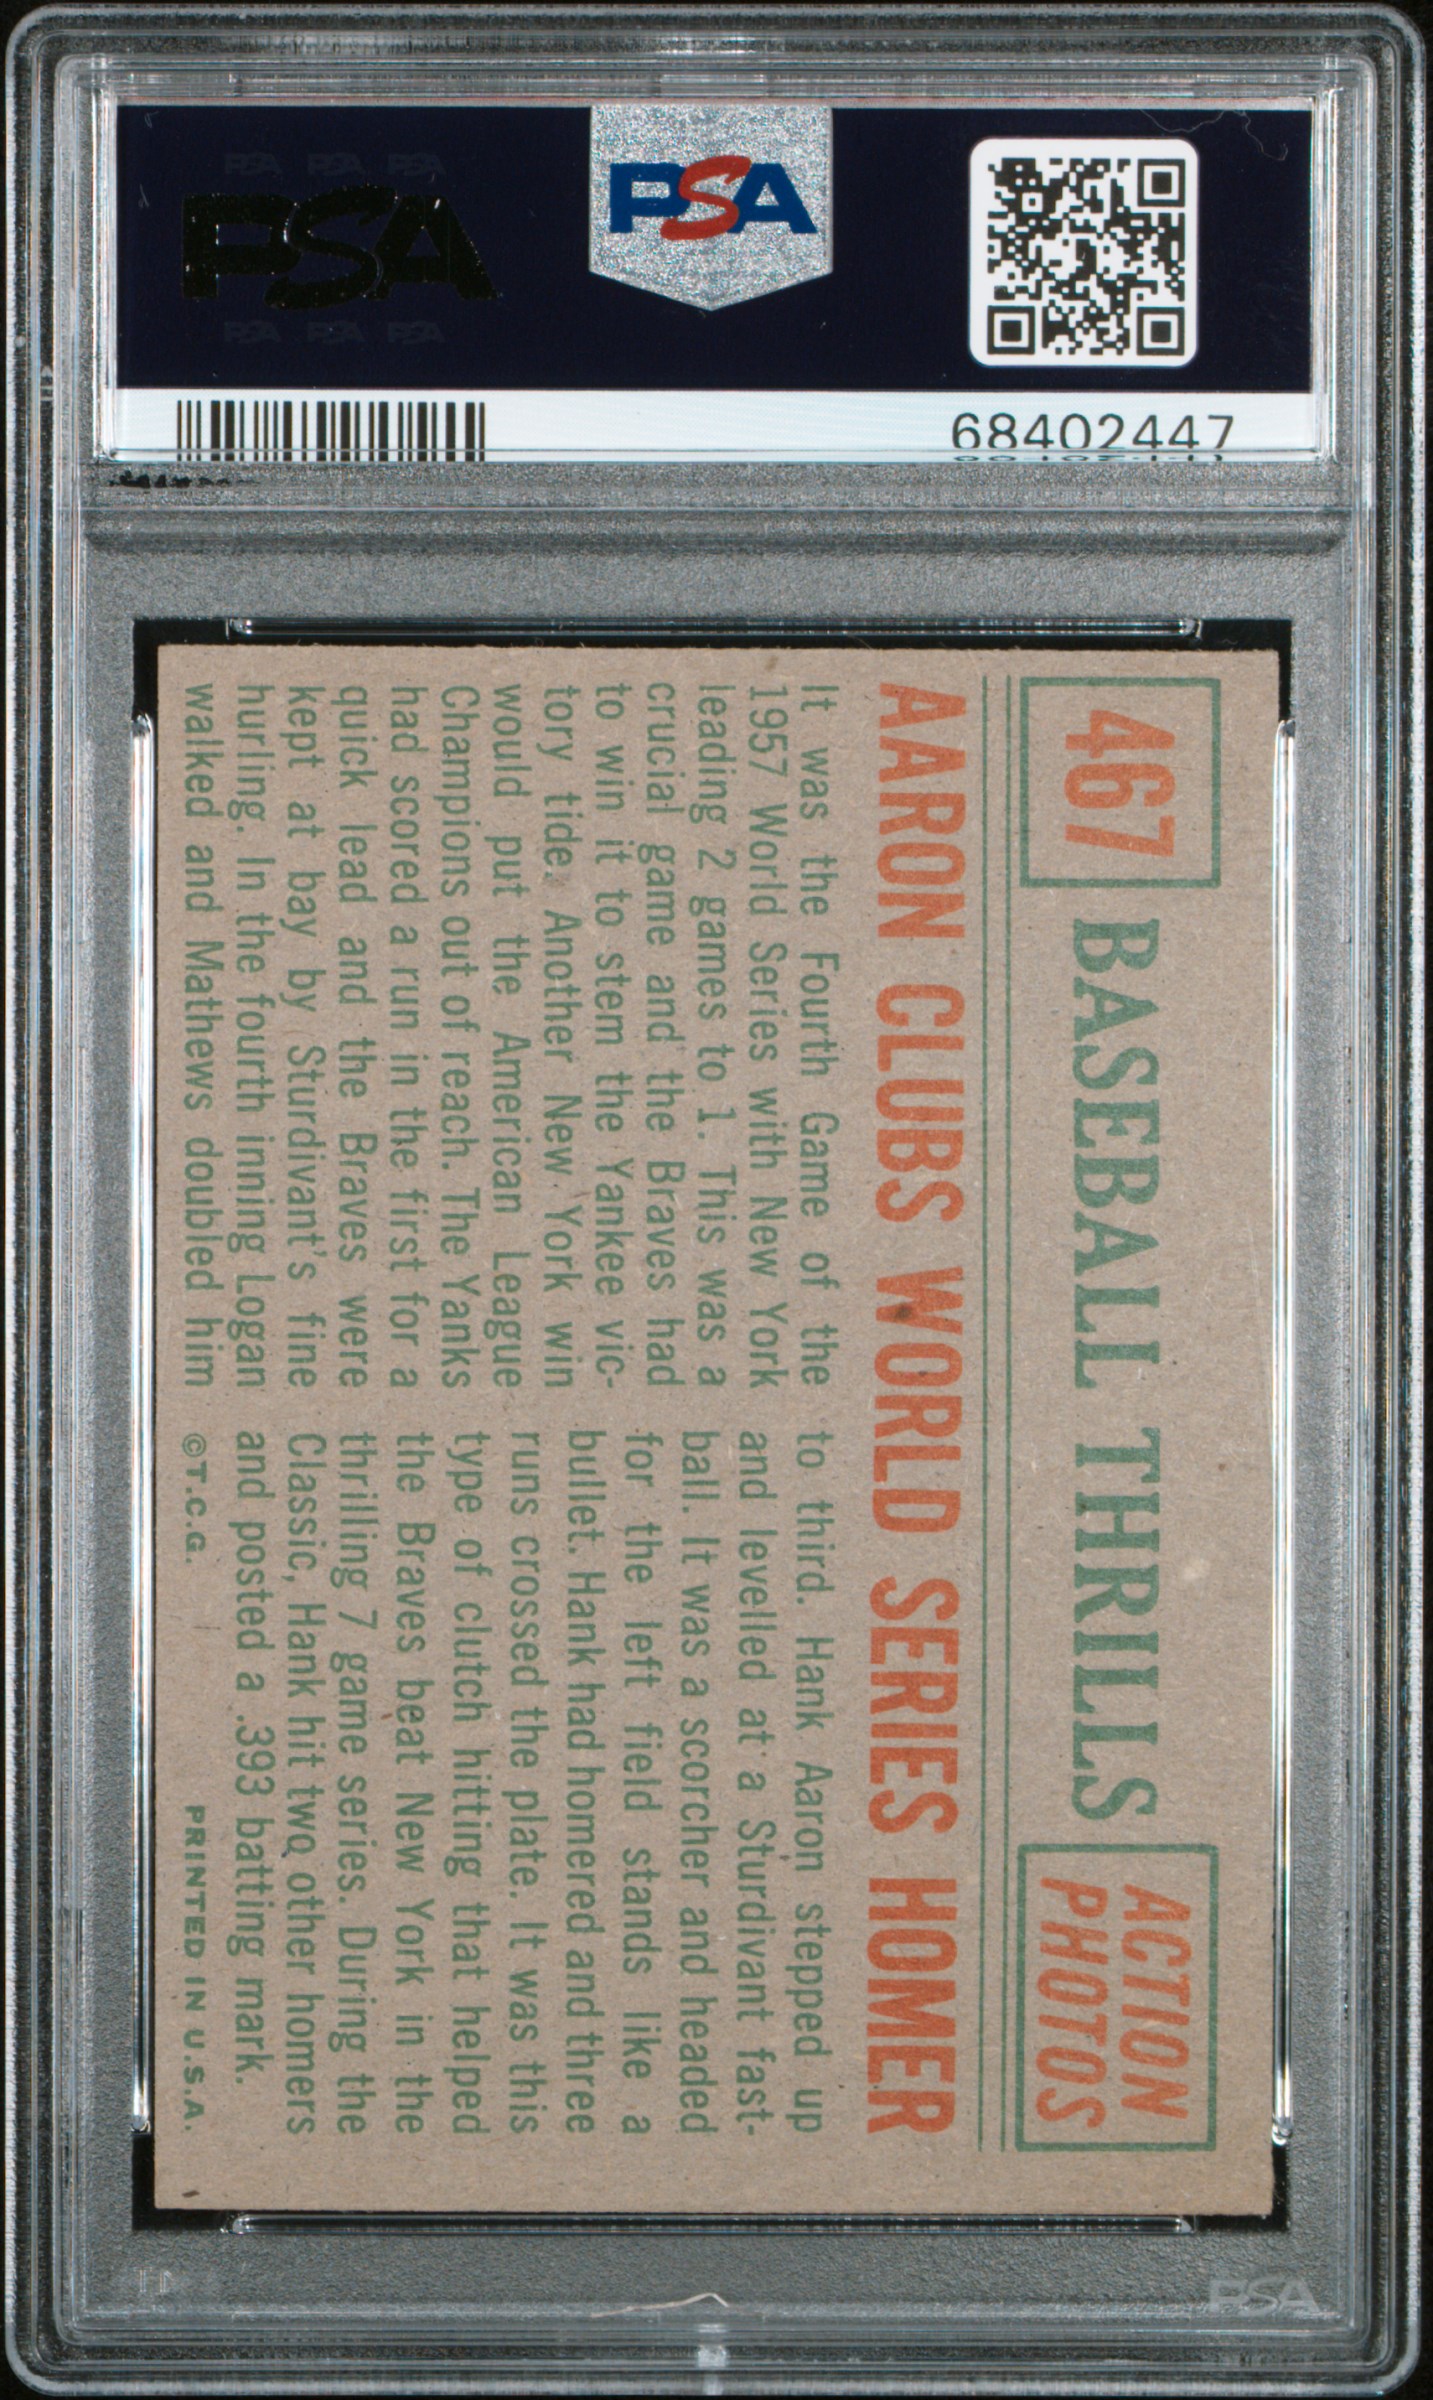 PSA PSA PSA
PSA
PSA PSA PSA
PSA
68402447
467
BASEBALL THRILLS
ACTION
PHOTOS
AARON CLUBS WORLD SERIES HOMER
It was the Fourth Game of the
1957 World Series with New York
leading 2 games to 1. This was a
crucial game and the Braves had
to win it to stem the Yankee vic-
tory tide. Another New York win
would put the American League
Champions out of reach. The Yanks
had scored a run in the first for a
quick lead and the Braves were
kept at bay by Sturdivant's fine
hurling. In the fourth inning Logan
walked and Mathews doubled him
to third. Hank Aaron stepped up
and levelled at a Sturdivant fast-
ball. It was a scorcher and headed
for the left field stands like a
bullet. Hank had homered and three
runs crossed the plate. It was this
type of clutch hitting that helped
the Braves beat New York in the
thrilling 7 game series. During the
Classic, Hank hit two other homers
and posted a .393 batting mark.
©T.C.G.
PRINTED IN U.S.A.
PSA